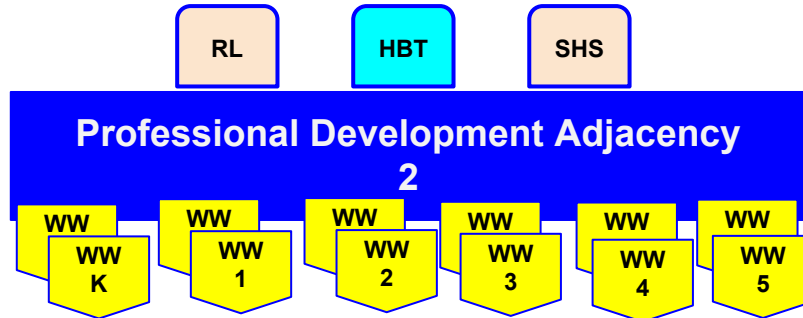 RL HBT SHS
Professional Development Adjacency
2
WW WW WW WW WW WW
WW WW WW WW WW WW
K 1 2 3 4 5